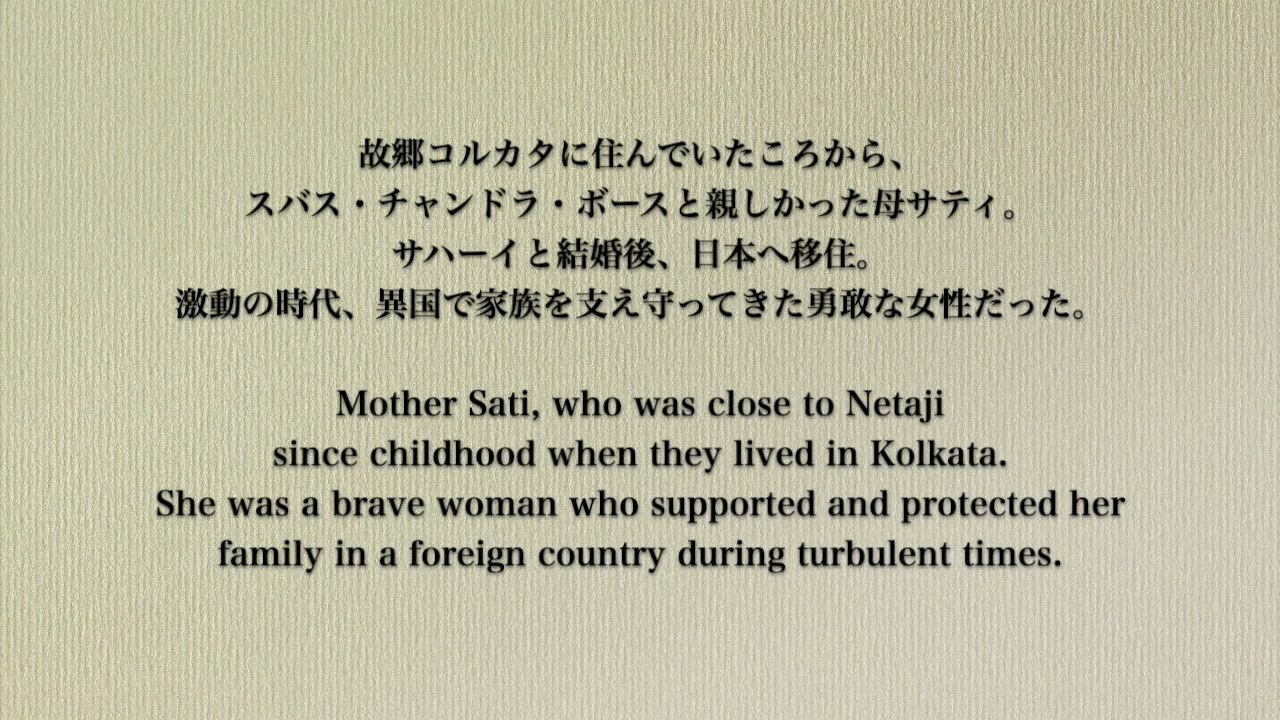 故郷コルカタに住んでいたころから、
スバス・チャンドラ・ボースと親しかった母サティ。
サハーイと結婚後、日本へ移住。
激動の時代、異国で家族を支え守ってきた勇敢な女性だった。
Mother Sati, who was close to Netaji
since childhood when they lived in Kolkata.
She was a brave woman who supported and protected her
family in a foreign country during turbulent times.